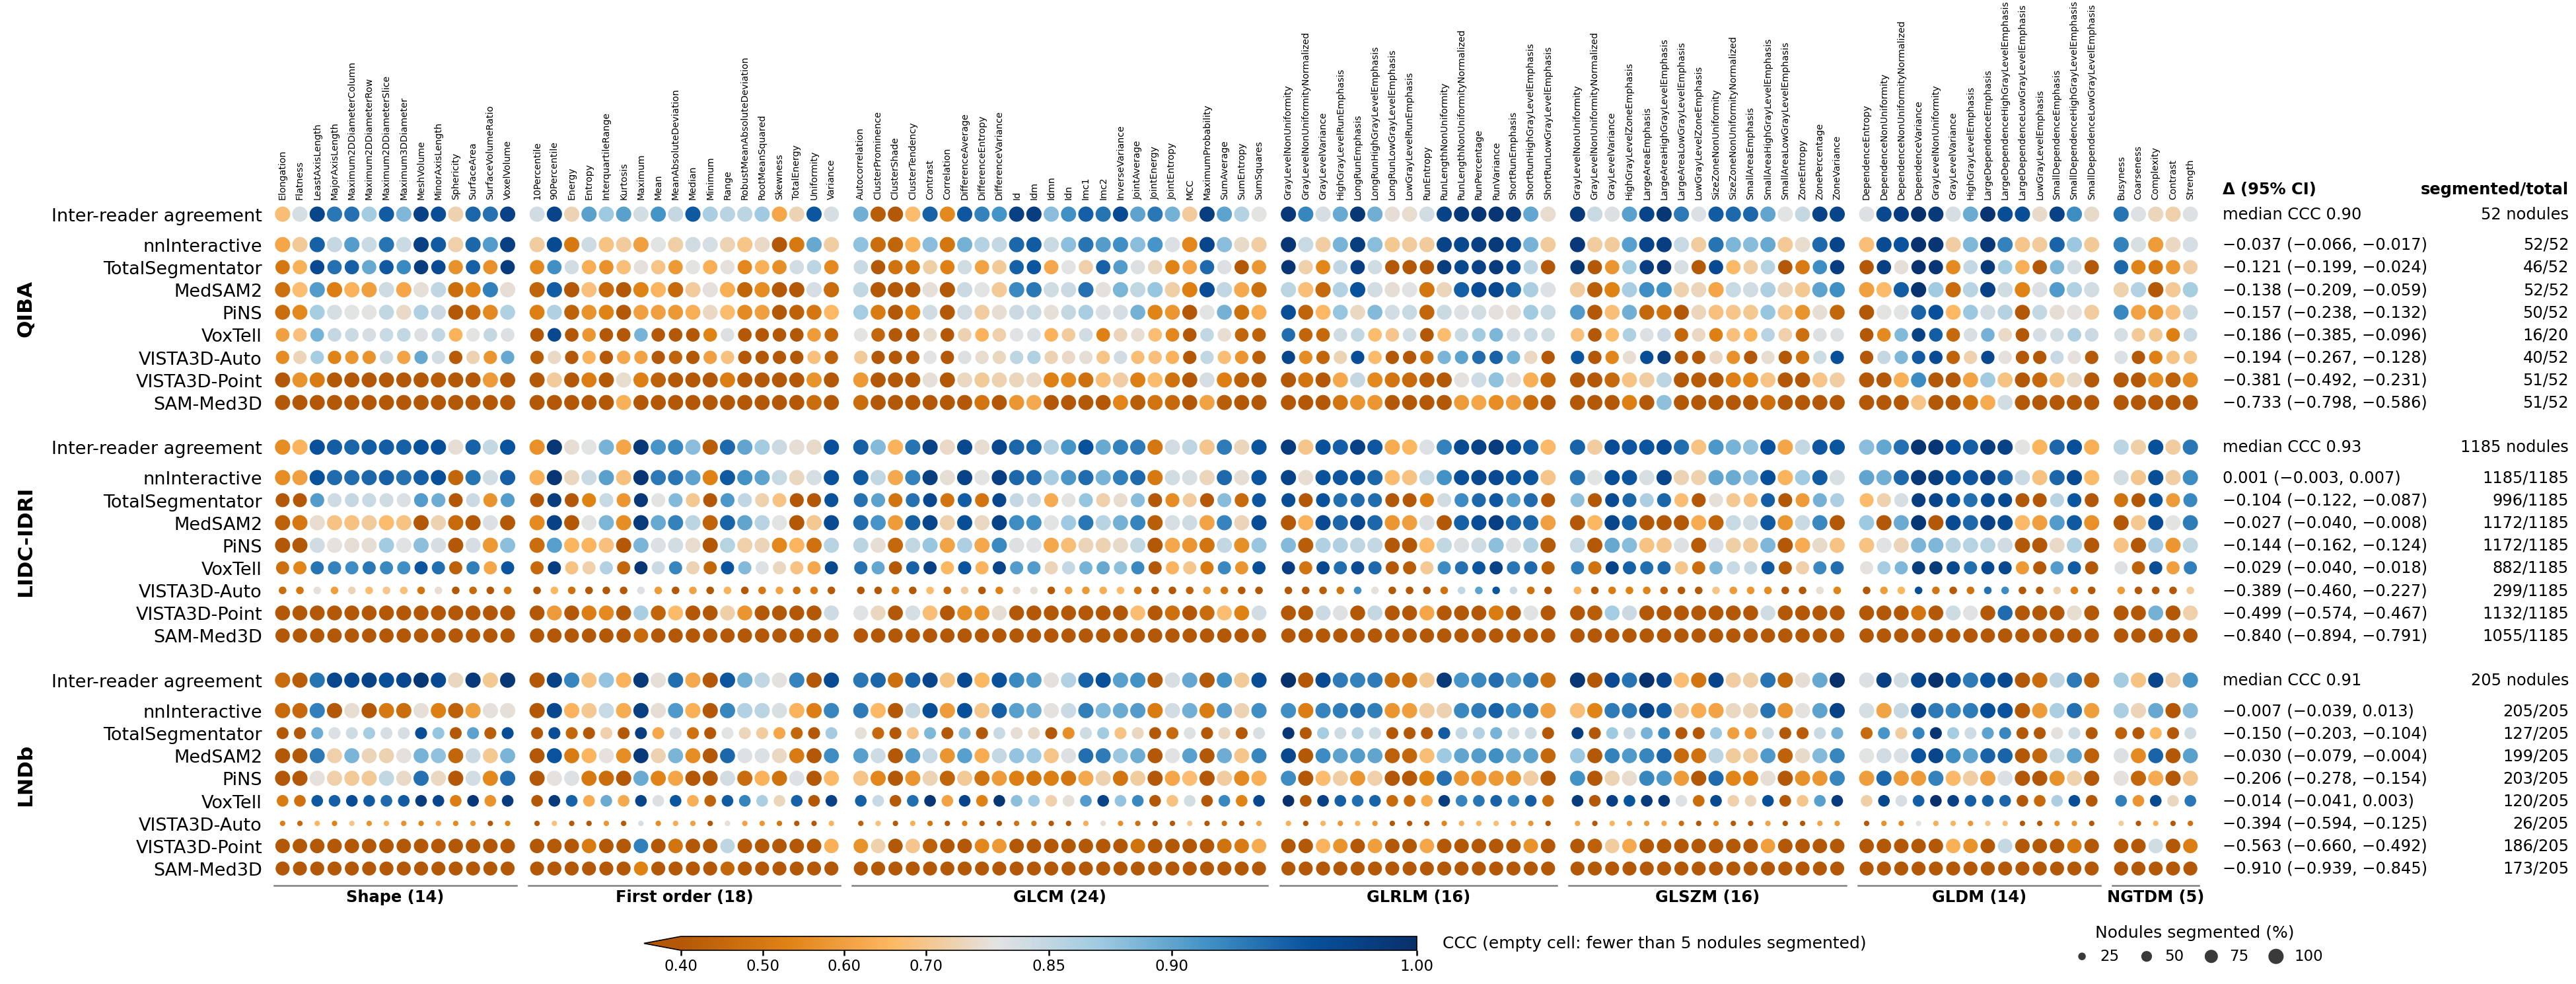 Elongation
Flatness
LeastAxisLength
MajorAxisLength
Maximum2DDiameterColumn
Maximum2DDiameterRow
Maximum2DDiameterSlice
Maximum3DDiameter
MeshVolume
MinorAxisLength
Sphericity
SurfaceArea
SurfaceVolumeRatio
VoxelVolume
10Percentile
90Percentile
Energy
Entropy
InterquartileRange
Kurtosis
Maximum
Mean
MeanAbsoluteDeviation
Median
Minimum
Range
RobustMeanAbsoluteDeviation
RootMeanSquared
Skewness
TotalEnergy
Uniformity
Variance
Autocorrelation
ClusterProminence
ClusterShade
ClusterTendency
Contrast
Correlation
DifferenceAverage
DifferenceEntropy
DifferenceVariance
Id
Idm
Idmn
Idn
Imc1
Imc2
InverseVariance
JointAverage
JointEnergy
JointEntropy
MCC
MaximumProbability
SumAverage
SumEntropy
SumSquares
GrayLevelNonUniformity
GrayLevelNonUniformityNormalized
GrayLevelVariance
HighGrayLevelRunEmphasis
LongRunEmphasis
LongRunHighGrayLevelEmphasis
LongRunLowGrayLevelEmphasis
LowGrayLevelRunEmphasis
RunEntropy
RunLengthNonUniformity
RunLengthNonUniformityNormalized
RunPercentage
RunVariance
ShortRunEmphasis
ShortRunHighGrayLevelEmphasis
ShortRunLowGrayLevelEmphasis
GrayLevelNonUniformity
GrayLevelNonUniformityNormalized
GrayLevelVariance
HighGrayLevelZoneEmphasis
LargeAreaEmphasis
LargeAreaHighGrayLevelEmphasis
LargeAreaLowGrayLevelEmphasis
LowGrayLevelZoneEmphasis
SizeZoneNonUniformity
SizeZoneNonUniformityNormalized
SmallAreaEmphasis
SmallAreaHighGrayLevelEmphasis
SmallAreaLowGrayLevelEmphasis
ZoneEntropy
ZonePercentage
ZoneVariance
DependenceEntropy
DependenceNonUniformity
DependenceNonUniformityNormalized
DependenceVariance
GrayLevelNonUniformity
GrayLevelVariance
HighGrayLevelEmphasis
LargeDependenceEmphasis
LargeDependenceHighGrayLevelEmphasis
LargeDependenceLowGrayLevelEmphasis
LowGrayLevelEmphasis
SmallDependenceEmphasis
SmallDependenceHighGrayLevelEmphasis
SmallDependenceLowGrayLevelEmphasis
Busyness
Coarseness
Complexity
Contrast
Strength
Δ (95% CI) segmented/total
QIBA
Inter-reader agreement median CCC 0.90 52 nodules
nnInteractive −0.037 (−0.066, −0.017) 52/52
TotalSegmentator −0.121 (−0.199, −0.024) 46/52
MedSAM2 −0.138 (−0.209, −0.059) 52/52
PiNS −0.157 (−0.238, −0.132) 50/52
VoxTell −0.186 (−0.385, −0.096) 16/20
VISTA3D-Auto −0.194 (−0.267, −0.128) 40/52
VISTA3D-Point −0.381 (−0.492, −0.231) 51/52
SAM-Med3D −0.733 (−0.798, −0.586) 51/52
LIDC-IDRI
Inter-reader agreement median CCC 0.93 1185 nodules
nnInteractive 0.001 (−0.003, 0.007) 1185/1185
TotalSegmentator −0.104 (−0.122, −0.087) 996/1185
MedSAM2 −0.027 (−0.040, −0.008) 1172/1185
PiNS −0.144 (−0.162, −0.124) 1172/1185
VoxTell −0.029 (−0.040, −0.018) 882/1185
VISTA3D-Auto −0.389 (−0.460, −0.227) 299/1185
VISTA3D-Point −0.499 (−0.574, −0.467) 1132/1185
SAM-Med3D −0.840 (−0.894, −0.791) 1055/1185
LNDb
Inter-reader agreement median CCC 0.91 205 nodules
nnInteractive −0.007 (−0.039, 0.013) 205/205
TotalSegmentator −0.150 (−0.203, −0.104) 127/205
MedSAM2 −0.030 (−0.079, −0.004) 199/205
PiNS −0.206 (−0.278, −0.154) 203/205
VoxTell −0.014 (−0.041, 0.003) 120/205
VISTA3D-Auto −0.394 (−0.594, −0.125) 26/205
VISTA3D-Point −0.563 (−0.660, −0.492) 186/205
SAM-Med3D −0.910 (−0.939, −0.845) 173/205
Shape (14) First order (18) GLCM (24) GLRLM (16) GLSZM (16) GLDM (14) NGTDM (5)
CCC (empty cell: fewer than 5 nodules segmented)
0.40 0.50 0.60 0.70 0.85 0.90 1.00
Nodules segmented (%)
25 50 75 100